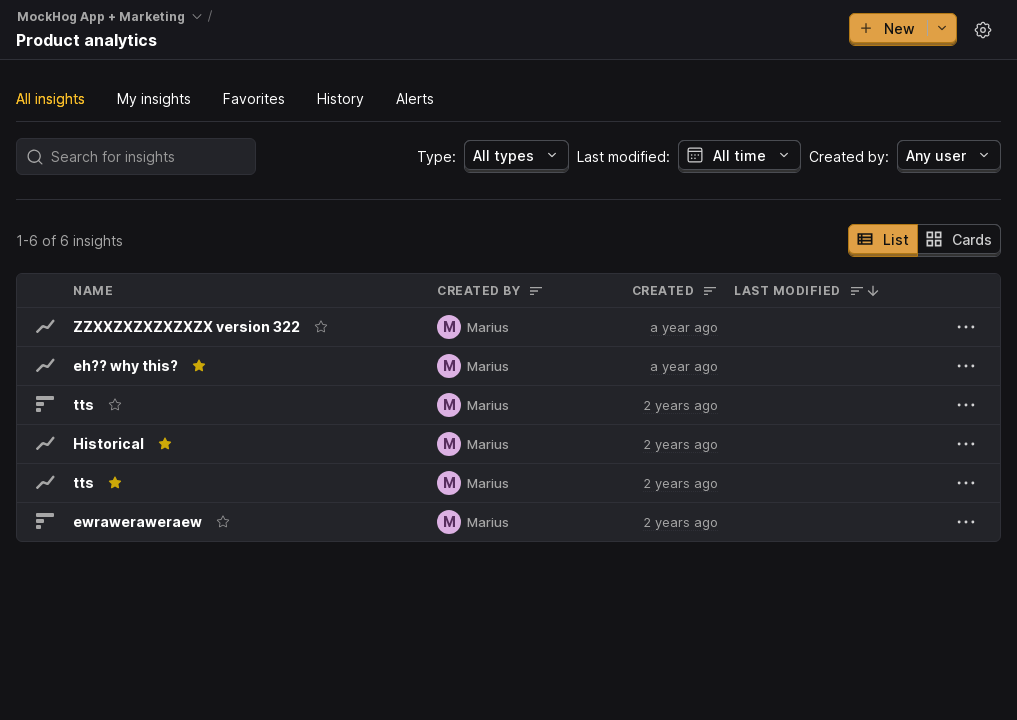 MockHog App + Marketing /
Product analytics
New
All insights My insights Favorites History Alerts
Search for insights Type: All types Last modified: All time Created by: Any user
1-6 of 6 insights List Cards
NAME CREATED BY CREATED LAST MODIFIED
ZZXXZXZXZXZXZX version 322 M Marius a year ago
eh?? why this? M Marius a year ago
tts M Marius 2 years ago
Historical M Marius 2 years ago
tts M Marius 2 years ago
ewraweraweraew M Marius 2 years ago